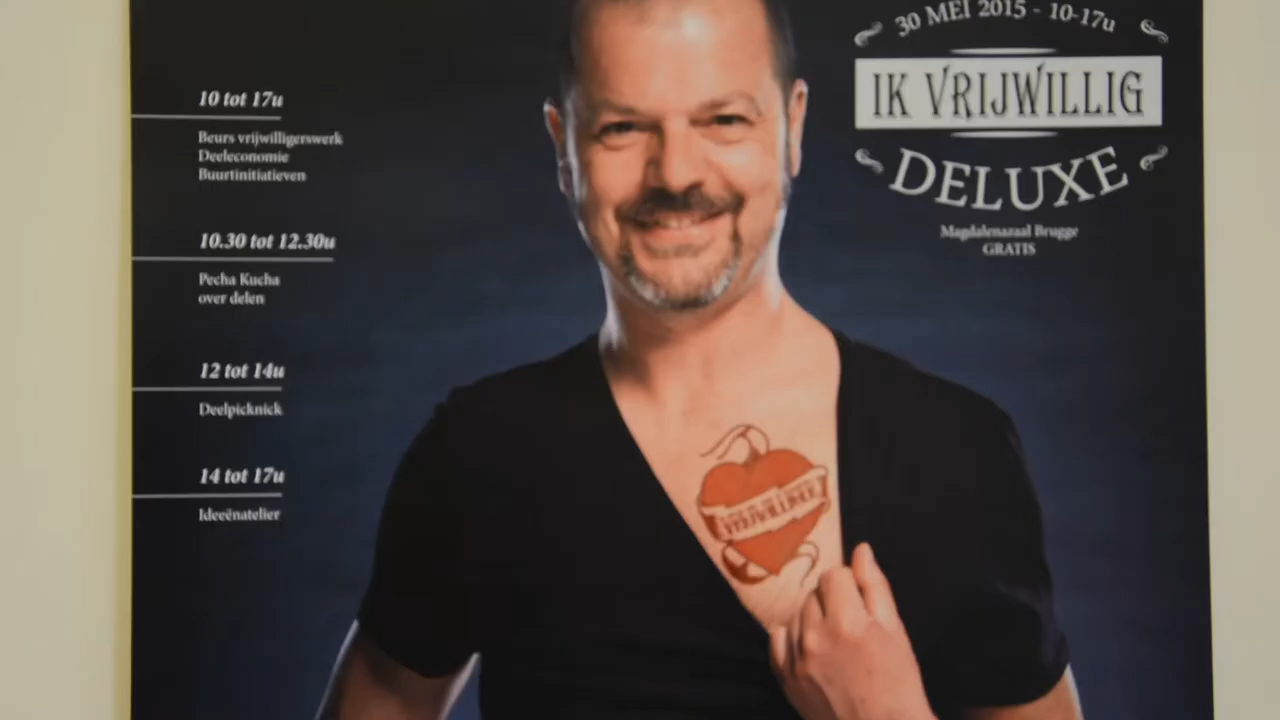 30 MEI 2015 - 10-17u
IK VRIJWILLIG
DELUXE
Magdalenazaal Brugge
GRATIS
10 tot 17u
Beurs vrijwilligerswerk
Deeleconomie
Buurtinitiatieven
10.30 tot 12.30u
Pecha Kucha
over delen
12 tot 14u
Deelpicknick
14 tot 17u
Ideeënatelier